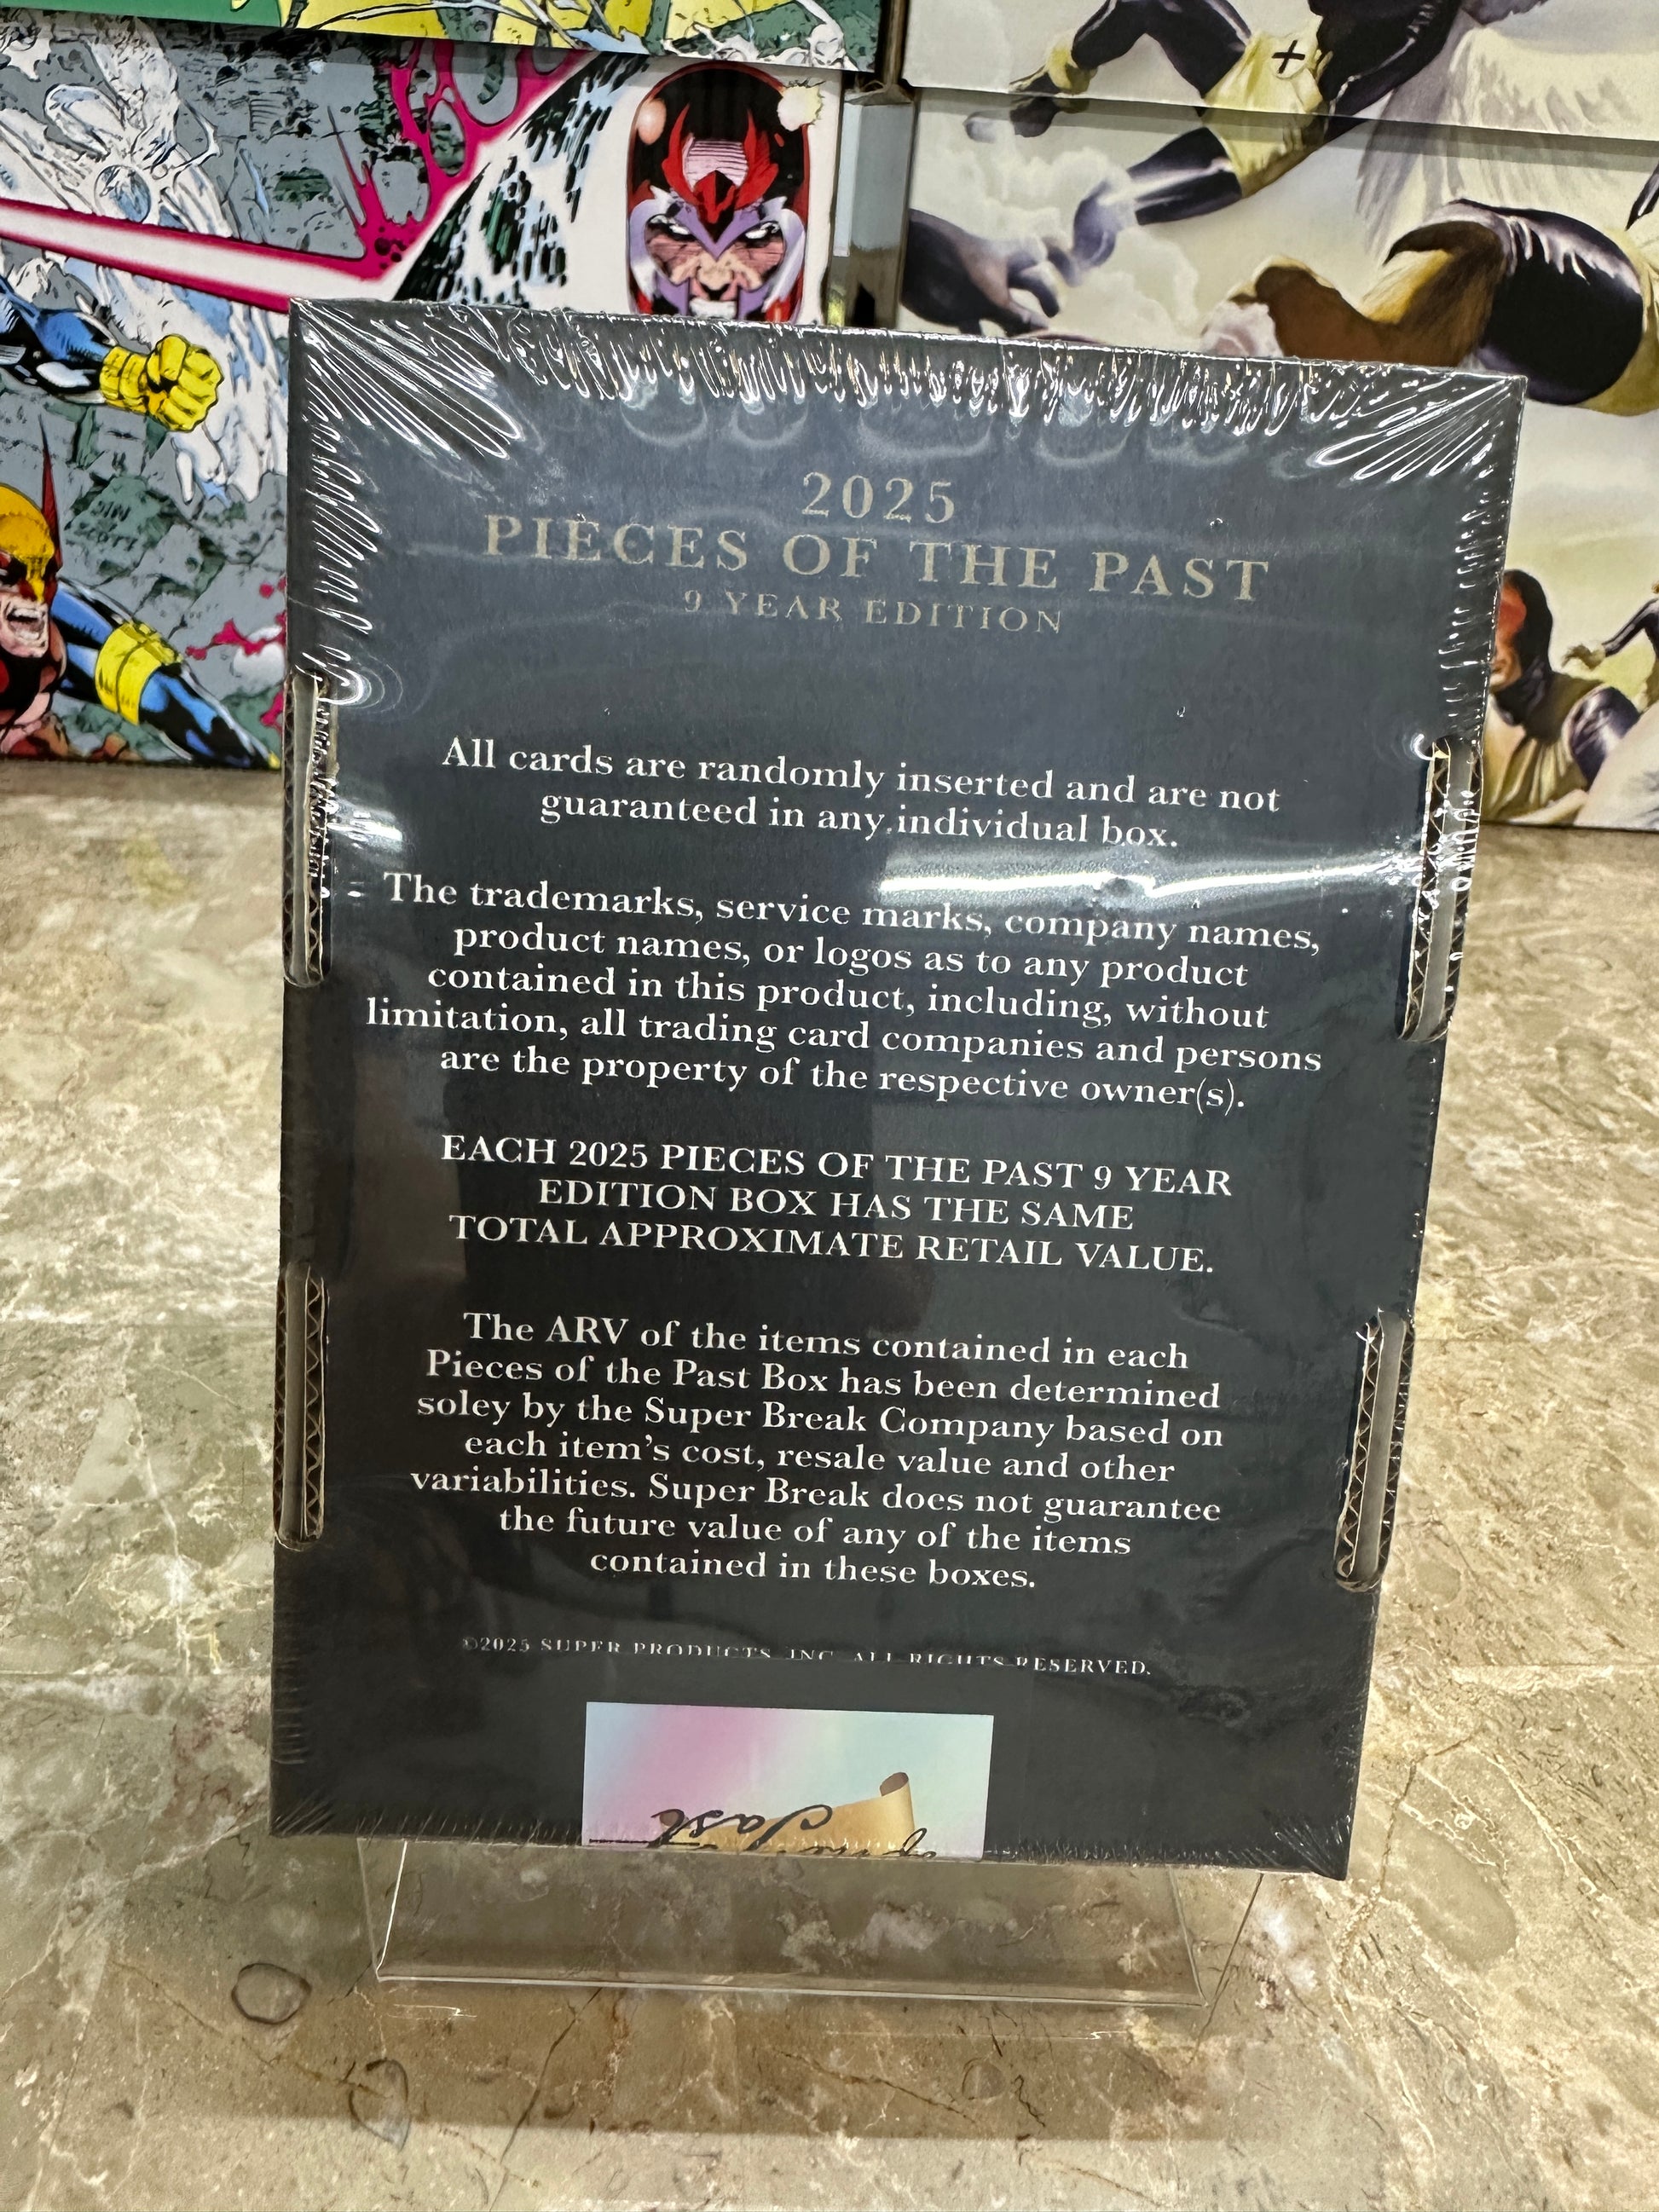 2025
PIECES OF THE PAST
9 YEAR EDITION
All cards are randomly inserted and are not
guaranteed in any individual box.
The trademarks, service marks, company names,
product names, or logos as to any product
contained in this product, including, without
limitation, all trading card companies and persons
are the property of the respective owner(s).
EACH 2025 PIECES OF THE PAST 9 YEAR
EDITION BOX HAS THE SAME
TOTAL APPROXIMATE RETAIL VALUE.
The ARV of the items contained in each
Pieces of the Past Box has been determined
soley by the Super Break Company based on
each item's cost, resale value and other
variabilities. Super Break does not guarantee
the future value of any of the items
contained in these boxes.
©2025 SUPER PRODUCTS, INC. ALL RIGHTS RESERVED.
Past